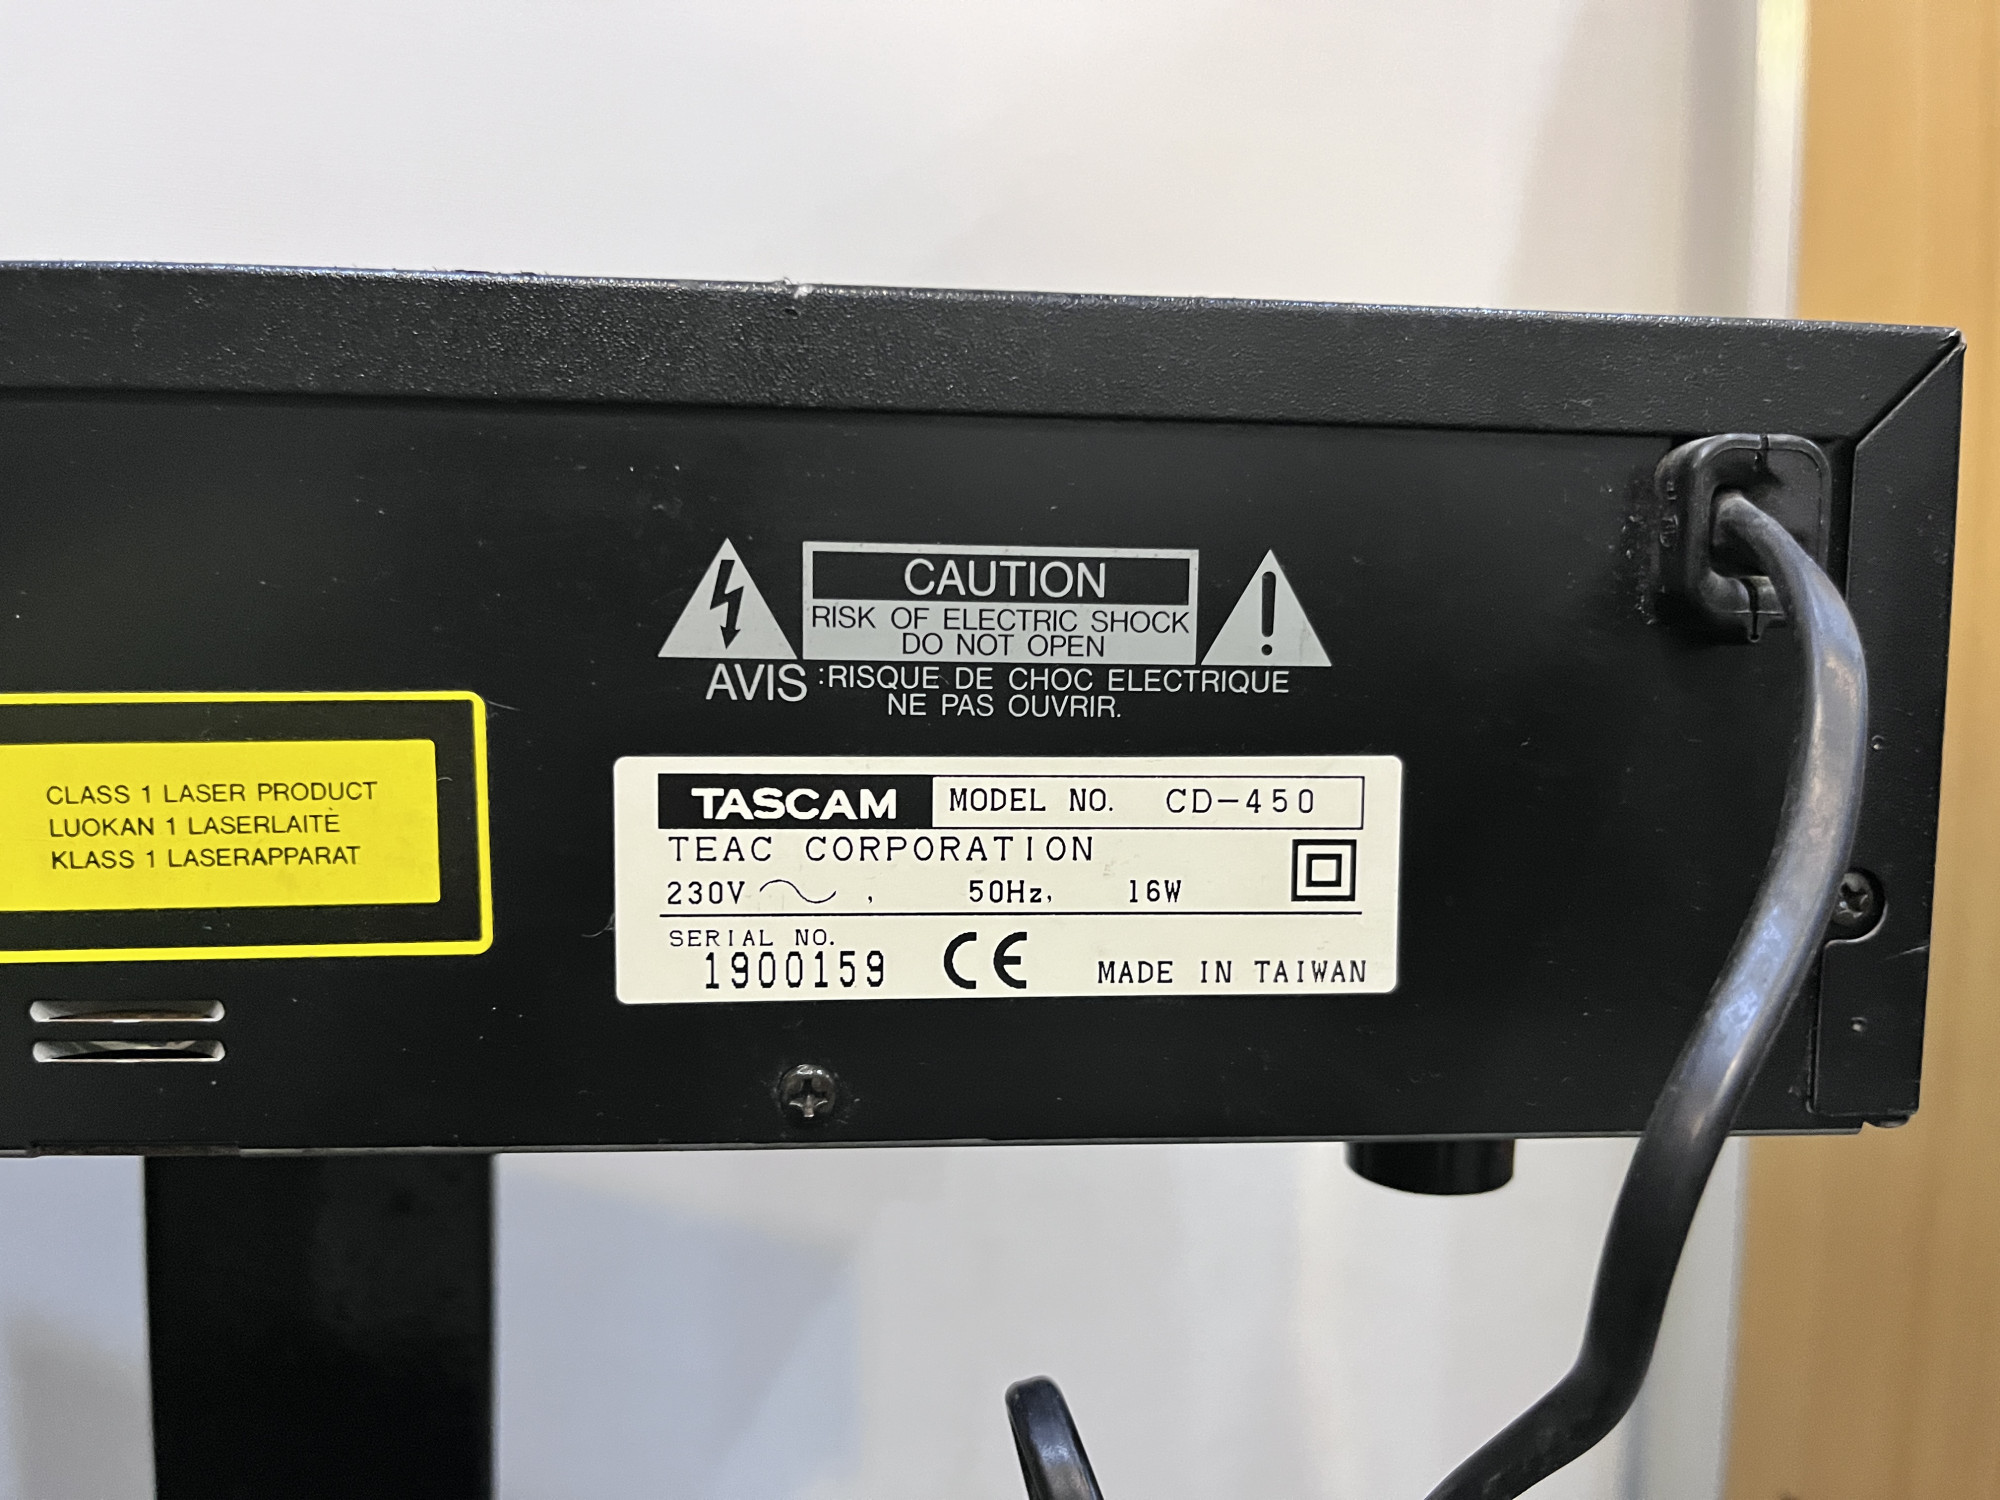 CAUTION
RISK OF ELECTRIC SHOCK
DO NOT OPEN
AVIS :RISQUE DE CHOC ELECTRIQUE
NE PAS OUVRIR.
CLASS 1 LASER PRODUCT
LUOKAN 1 LASERLAITÈ
KLASS 1 LASERAPPARAT
TASCAM MODEL NO. CD-450
TEAC CORPORATION
230V ~, 50Hz, 16W
SERIAL NO.
1900159 CE MADE IN TAIWAN